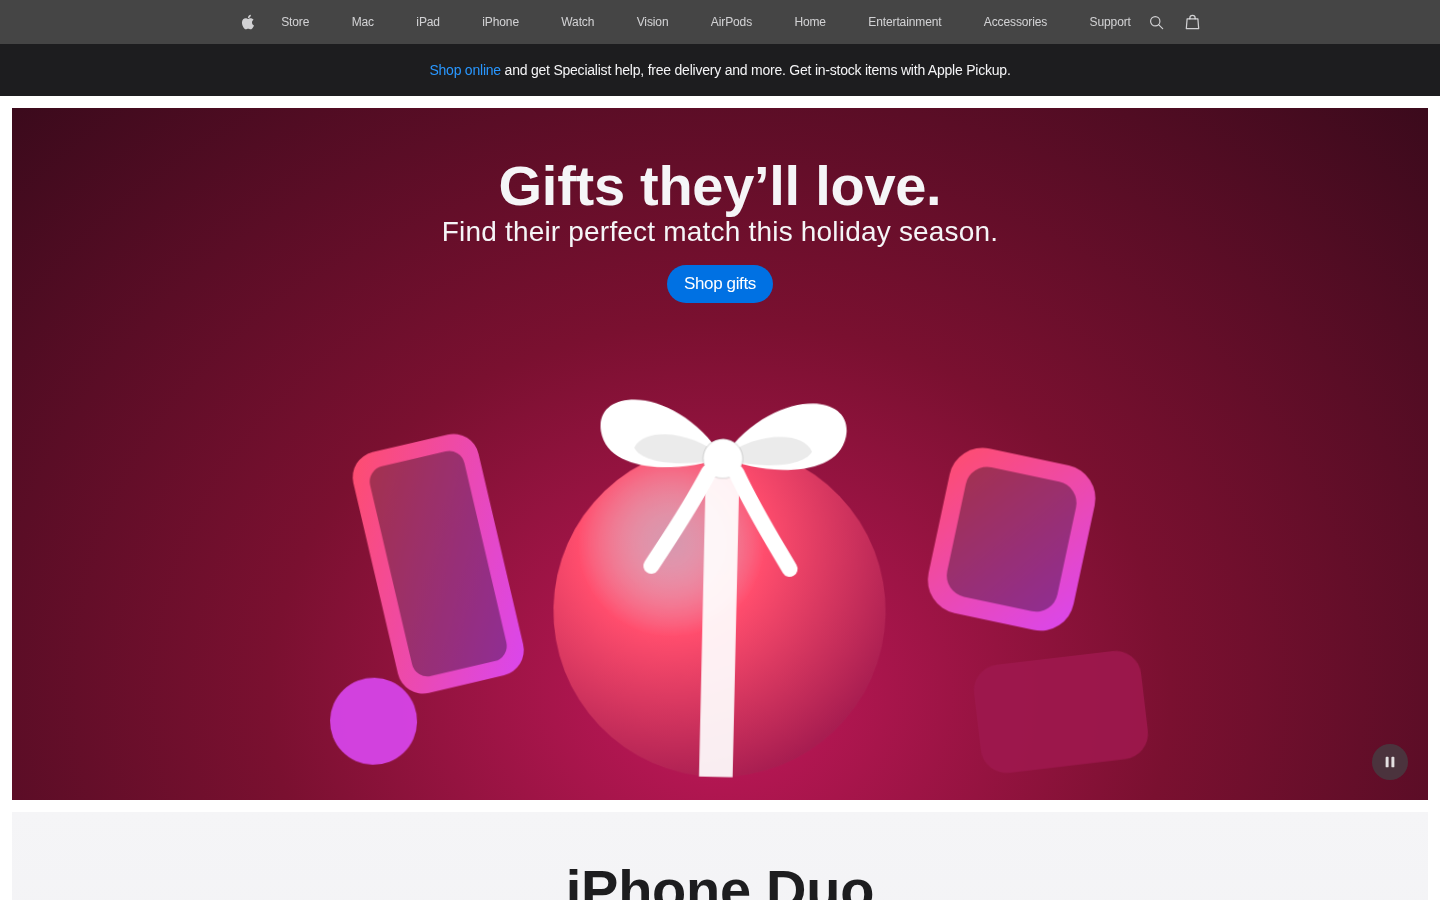 Store Mac iPad iPhone Watch Vision AirPods Home Entertainment Accessories Support
Shop online and get Specialist help, free delivery and more. Get in-stock items with Apple Pickup.
Gifts they’ll love.
Find their perfect match this holiday season.
Shop gifts
iPhone Duo